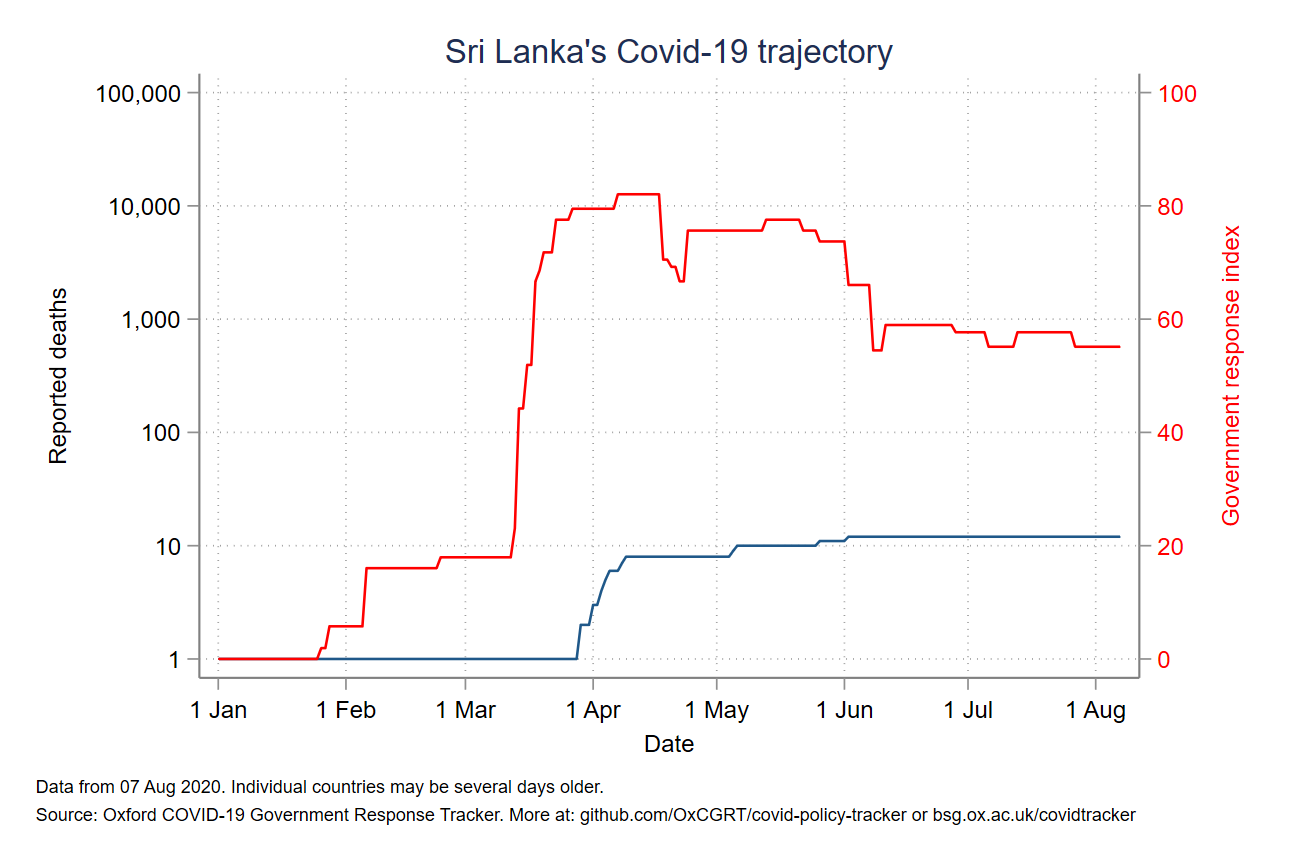 Sri Lanka's Covid-19 trajectory
100,000
10,000
1,000
100
10
1
Reported deaths
100
80
60
40
20
0
Government response index
1 Jan 1 Feb 1 Mar 1 Apr 1 May 1 Jun 1 Jul 1 Aug
Date
Data from 07 Aug 2020. Individual countries may be several days older.
Source: Oxford COVID-19 Government Response Tracker. More at: github.com/OxCGRT/covid-policy-tracker or bsg.ox.ac.uk/covidtracker